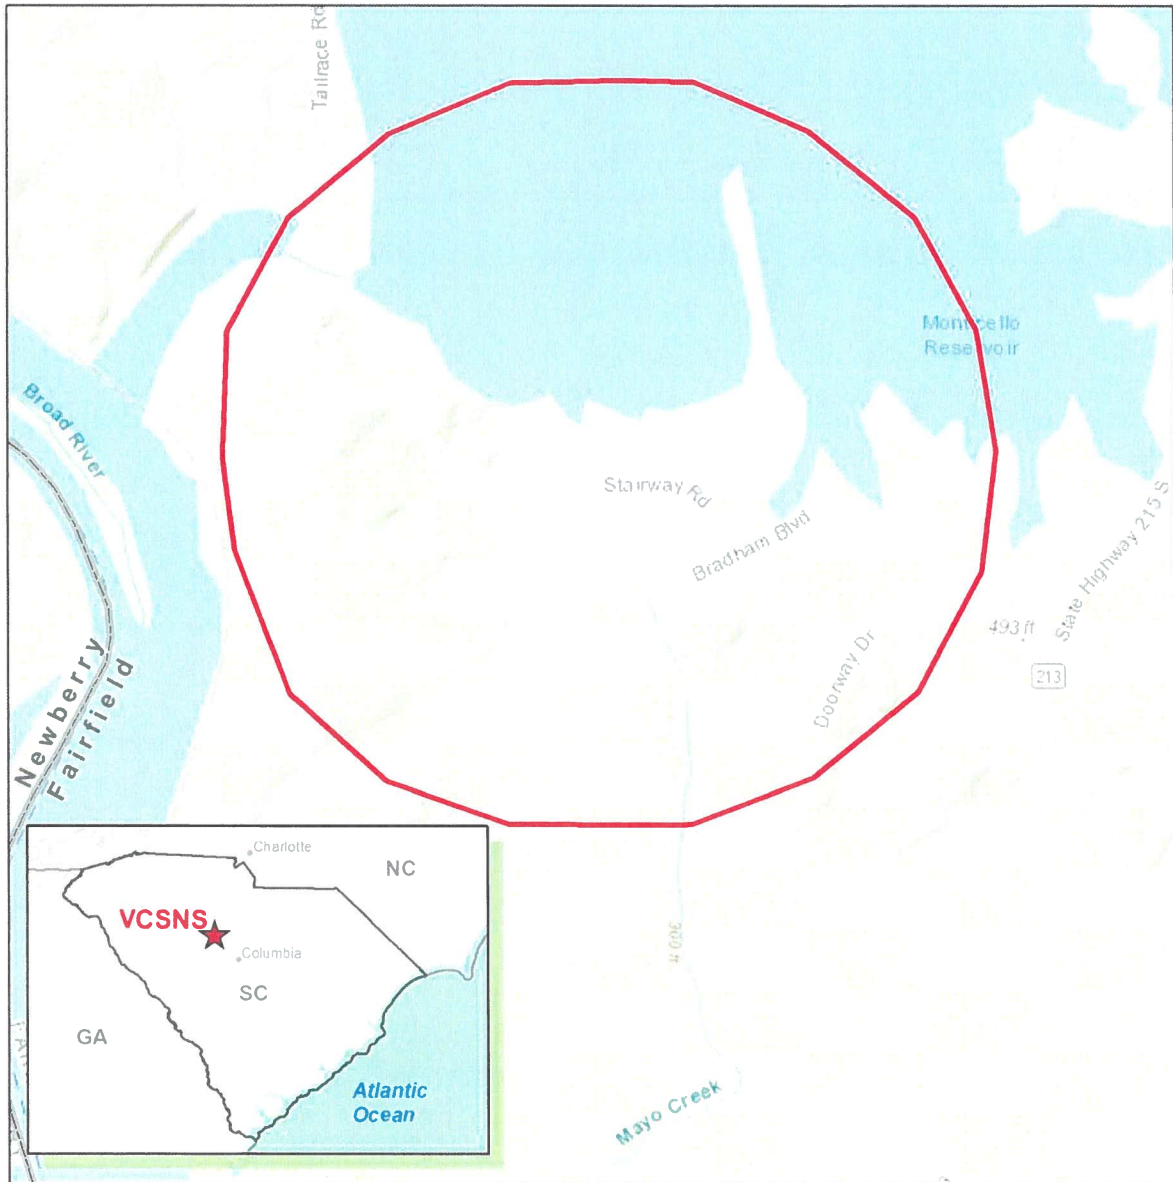 Tailrace Rd
Monticello
Reservoir
Broad River
Stairway Rd
Bradham Blvd
State Highway 215 S
493 ft
213
Doorway Dr
Newberry
Fairfield
Charlotte
NC
VCSNS
Columbia
SC
GA
Atlantic
Ocean
300 ft
Mayo Creek